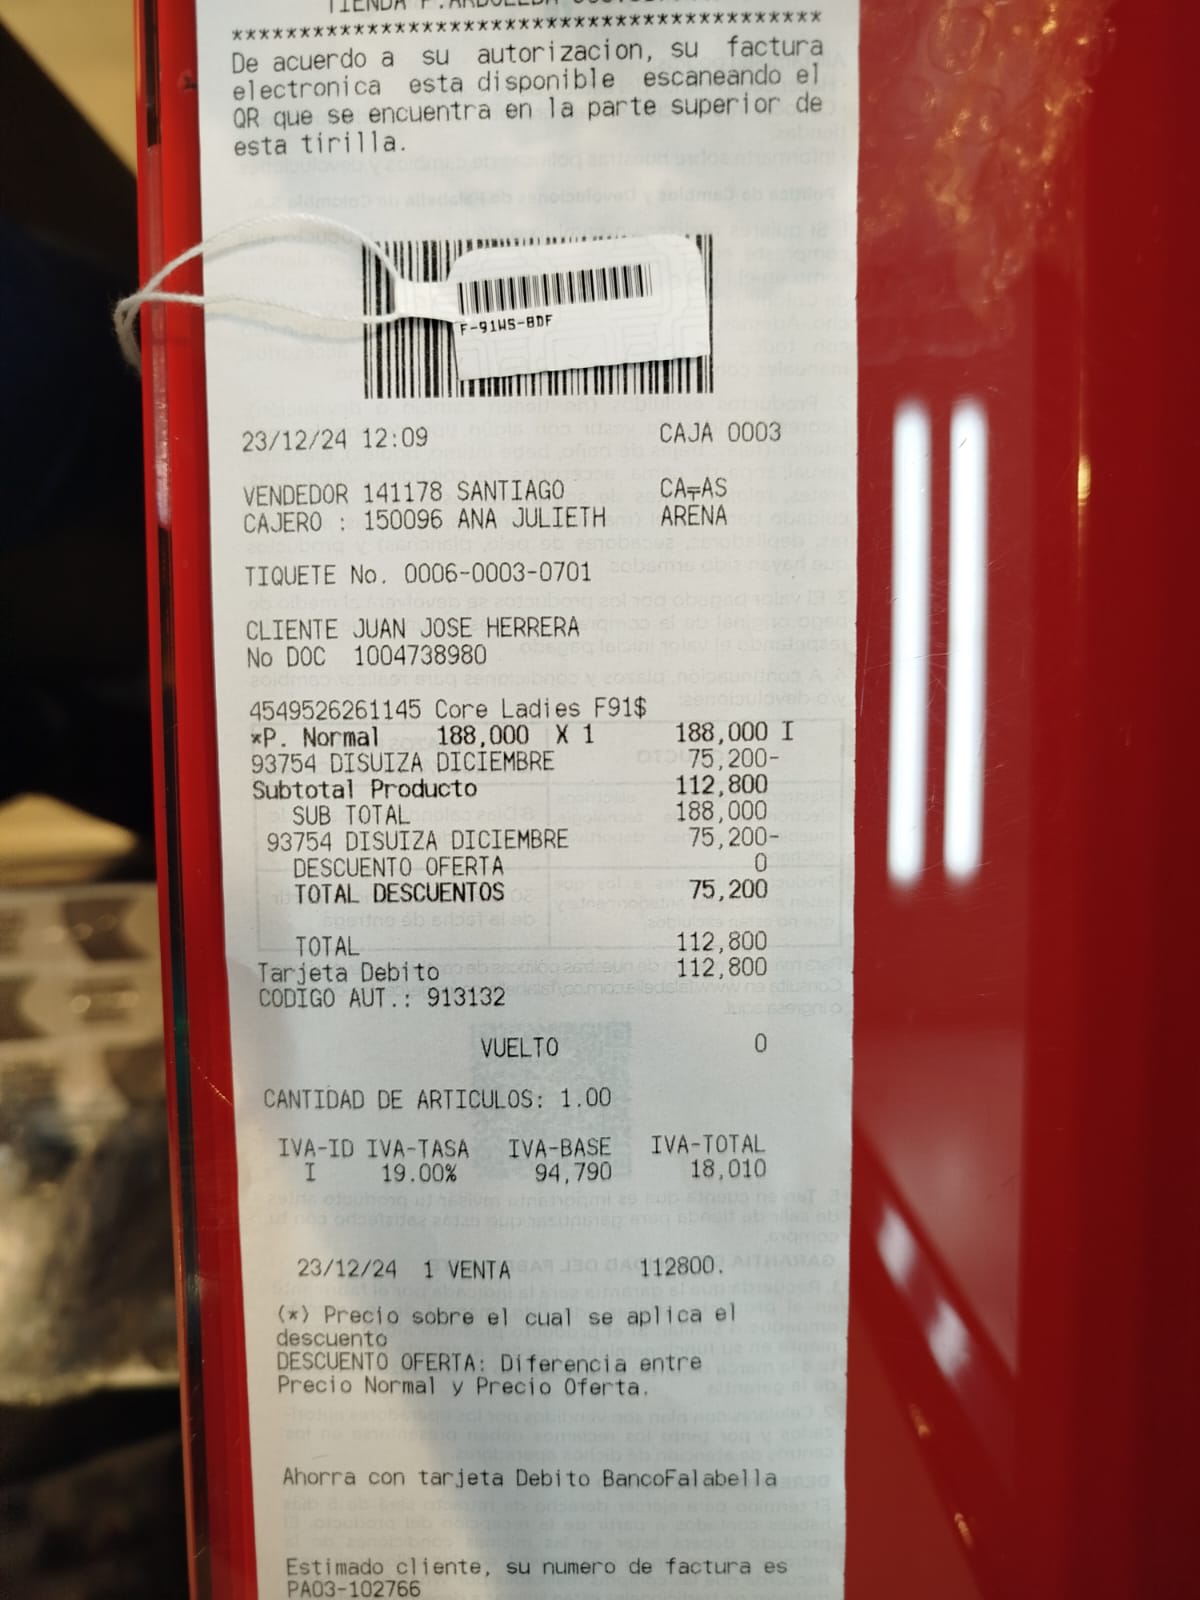 TIENDA
****************************************
De acuerdo a su autorizacion, su factura
electronica esta disponible escaneando el
QR que se encuentra en la parte superior de
esta tirilla.
F-91WS-8DF
23/12/24 12:09 CAJA 0003
VENDEDOR 141178 SANTIAGO
CAJERO : 150096 ANA JULIETH ARENA
TIQUETE No. 0006-0003-0701
CLIENTE JUAN JOSE HERRERA
No DOC 1004738980
4549526261145 Core Ladies F91$
*P. Normal 188,000 X 1 188,000 I
93754 DISUIZA DICIEMBRE 75,200-
Subtotal Producto 112,800
SUB TOTAL 188,000
93754 DISUIZA DICIEMBRE 75,200-
DESCUENTO OFERTA 0
TOTAL DESCUENTOS 75,200
TOTAL 112,800
Tarjeta Debito 112,800
CODIGO AUT.: 913132
VUELTO 0
CANTIDAD DE ARTICULOS: 1.00
IVA-ID IVA-TASA IVA-BASE IVA-TOTAL
I 19.00% 94,790 18,010
23/12/24 1 VENTA 112800.
(*) Precio sobre el cual se aplica el
descuento
DESCUENTO OFERTA: Diferencia entre
Precio Normal y Precio Oferta.
Ahorra con tarjeta Debito BancoFalabella
Estimado cliente, su numero de factura es
PA03-102766